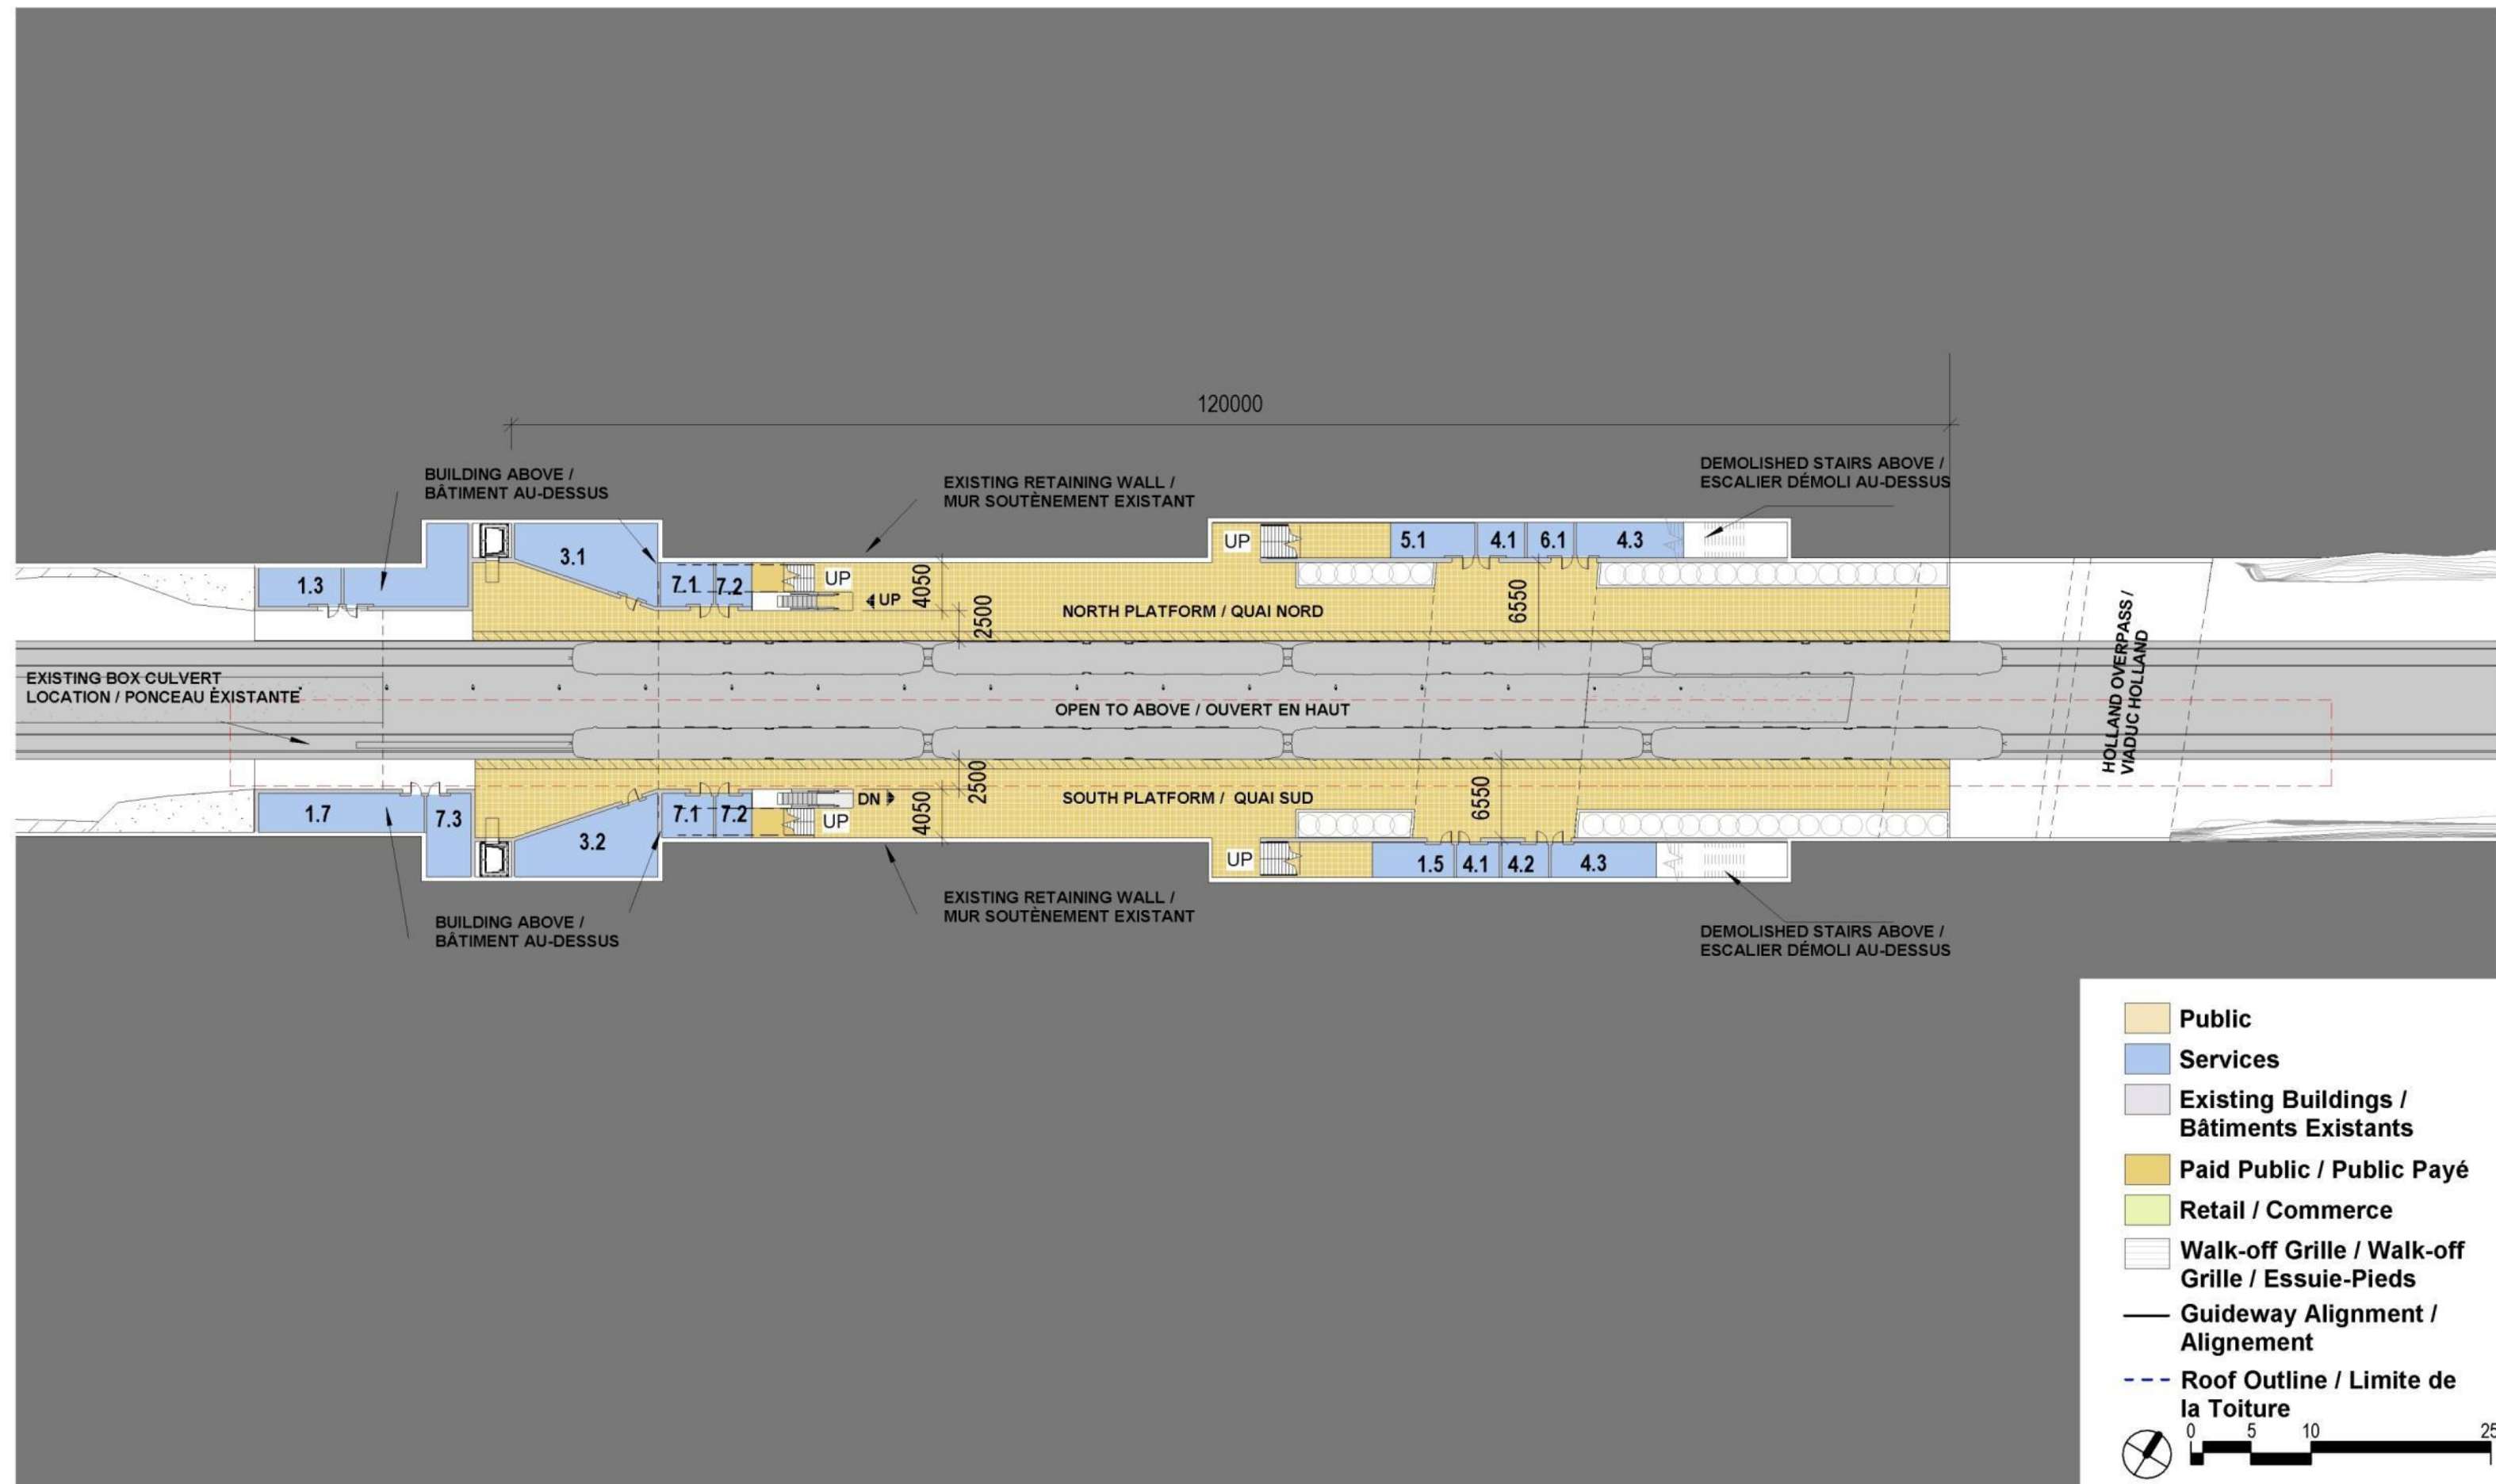 120000
BUILDING ABOVE /
BÂTIMENT AU-DESSUS
EXISTING RETAINING WALL /
MUR SOUTÈNEMENT EXISTANT
DEMOLISHED STAIRS ABOVE /
ESCALIER DÉMOLI AU-DESSUS
3.1
UP
5.1
4.1
6.1
4.3
1.3
7.1
7.2
UP
UP
4050
2500
6550
NORTH PLATFORM / QUAI NORD
EXISTING BOX CULVERT
LOCATION / PONCEAU EXISTANTE
OPEN TO ABOVE / OUVERT EN HAUT
HOLLAND OVERPASS /
VIADUC HOLLAND
1.7
7.3
3.2
7.1
7.2
DN
UP
4050
2500
6550
SOUTH PLATFORM / QUAI SUD
UP
1.5
4.1
4.2
4.3
BUILDING ABOVE /
BÂTIMENT AU-DESSUS
EXISTING RETAINING WALL /
MUR SOUTÈNEMENT EXISTANT
DEMOLISHED STAIRS ABOVE /
ESCALIER DÉMOLI AU-DESSUS
Public
Services
Existing Buildings /
Bâtiments Existants
Paid Public / Public Payé
Retail / Commerce
Walk-off Grille / Walk-off
Grille / Essuie-Pieds
Guideway Alignment /
Alignement
Roof Outline / Limite de
la Toiture
0 5 10 25